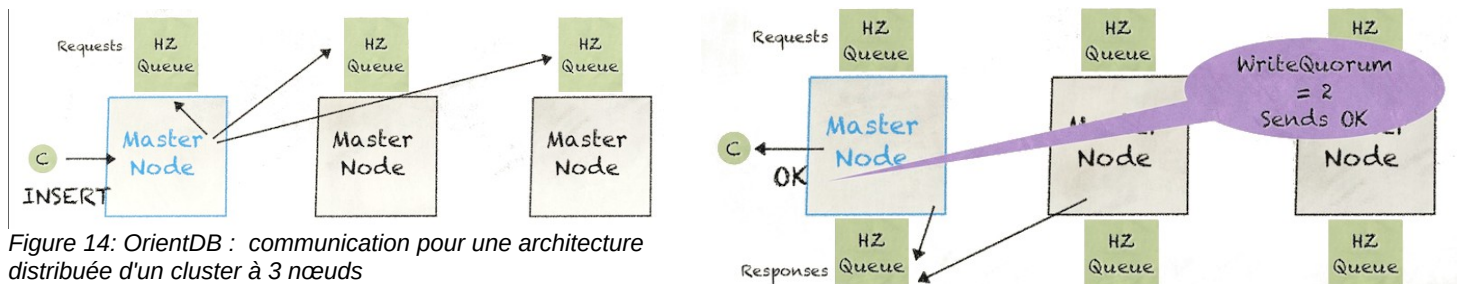 Requests
HZ
Queue
HZ
Queue
HZ
Queue
Master
Node
Master
Node
Master
Node
C
INSERT
Figure 14: OrientDB : communication pour une architecture
distribuée d'un cluster à 3 nœuds
Requests
HZ
Queue
HZ
Queue
HZ
WriteQuorum
= 2
Sends OK
Master
Node
Node
Node
C
OK
Responses
HZ
Queue
HZ
Queue
HZ
Queue